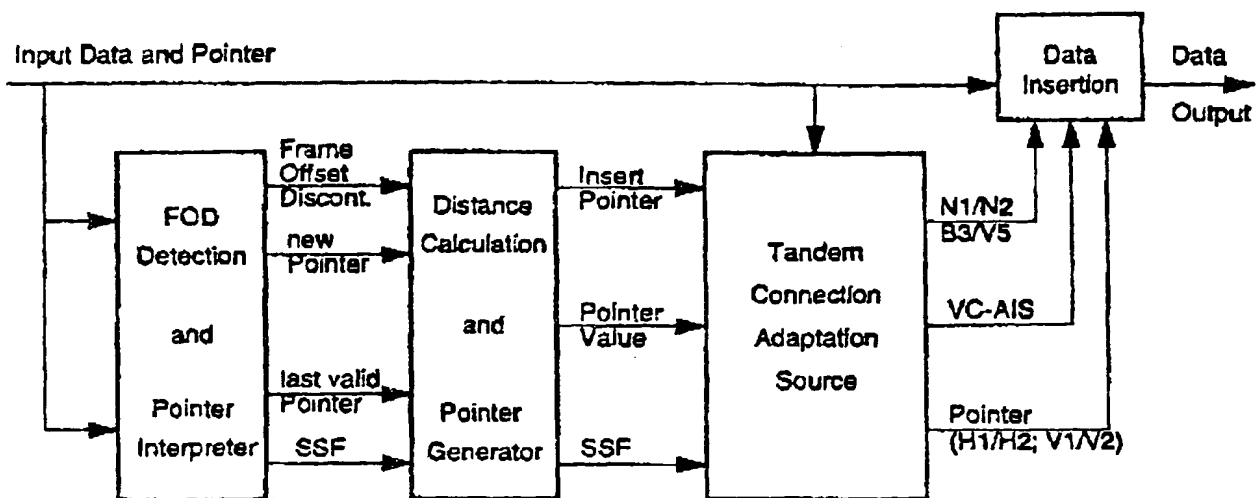 Input Data and Pointer
Data
Insertion
Data
Output
FOD
Detection
and
Pointer
Interpreter
Frame
Offset
Discont.
new
Pointer
last valid
Pointer
SSF
Distance
Calculation
and
Pointer
Generator
Insert
Pointer
Pointer
Value
SSF
Tandem
Connection
Adaptation
Source
N1/N2
B3/V5
VC-AIS
Pointer
(H1/H2; V1/V2)